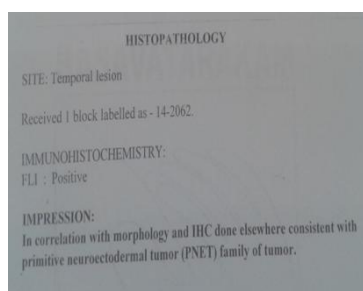 HISTOPATHOLOGY
SITE: Temporal lesion
Received 1 block labelled as - 14-2062.
IMMUNOHISTOCHEMISTRY:
FLI : Positive
IMPRESSION:
In correlation with morphology and IHC done elsewhere consistent with
primitive neuroectodermal tumor (PNET) family of tumor.